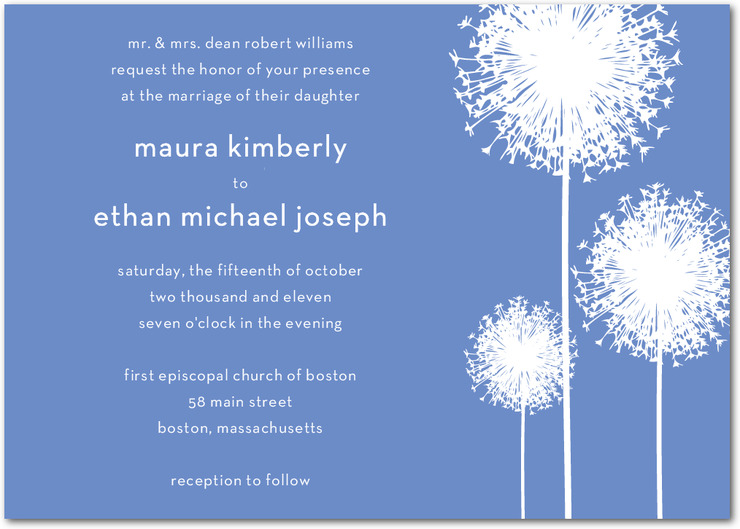 mr. & mrs. dean robert williams
request the honor of your presence
at the marriage of their daughter
maura kimberly
to
ethan michael joseph
saturday, the fifteenth of october
two thousand and eleven
seven o'clock in the evening
first episcopal church of boston
58 main street
boston, massachusetts
reception to follow